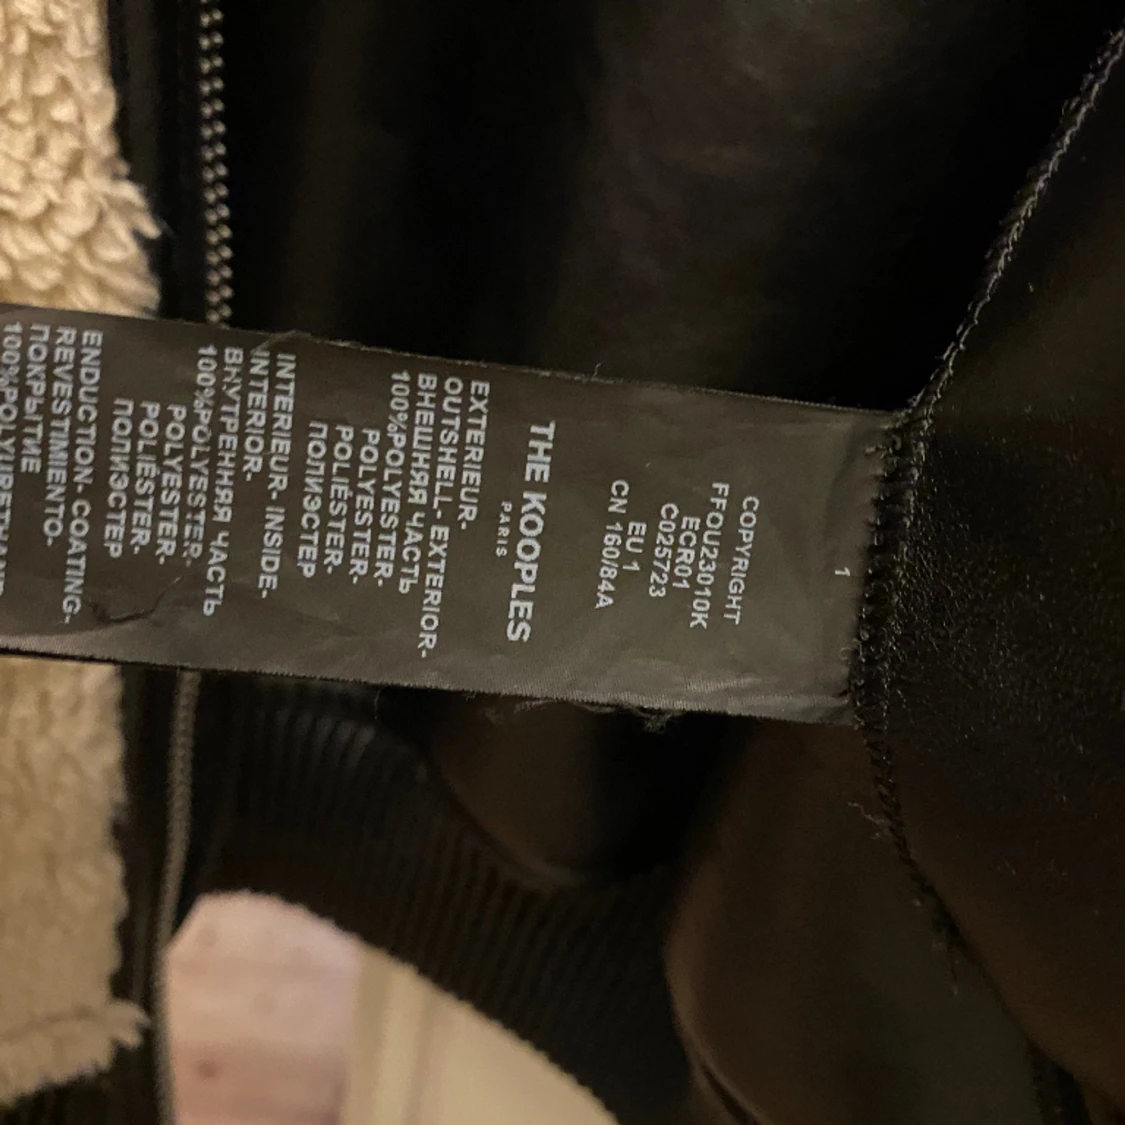 1
COPYRIGHT
FFOU23010K
ECR01
C025723
EU 1
CN 160/84A
THE KOOPLES
PARIS
EXTERIEUR-
OUTSHELL- EXTERIOR-
ВНЕШНЯЯ ЧАСТЬ
100%POLYESTER-
POLYESTER-
POLIÉSTER-
ПОЛИЭСТЕР
INTERIEUR- INSIDE-
INTERIOR-
ВНУТРЕННЯЯ ЧАСТЬ
100%POLYESTER-
POLYESTER-
POLIÉSTER-
ПОЛИЭСТЕР
ENDUCTION- COATING-
REVESTIMIENTO-
ПОКРЫТИЕ